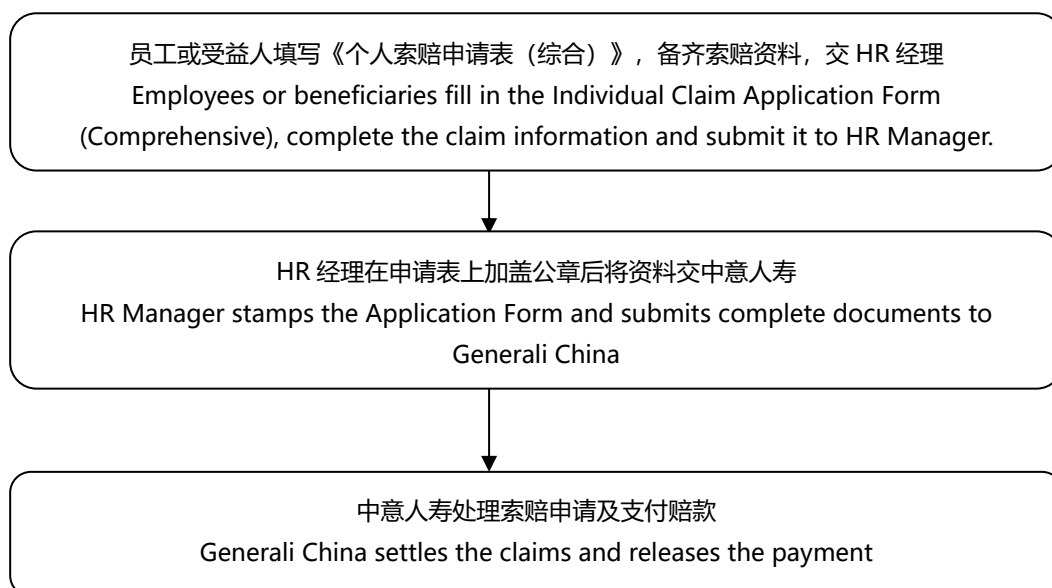 员工或受益人填写《个人索赔申请表（综合）》，备齐索赔资料，交 HR 经理
Employees or beneficiaries fill in the Individual Claim Application Form
(Comprehensive), complete the claim information and submit it to HR Manager.
HR 经理在申请表上加盖公章后将资料交中意人寿
HR Manager stamps the Application Form and submits complete documents to
Generali China
中意人寿处理索赔申请及支付赔款
Generali China settles the claims and releases the payment